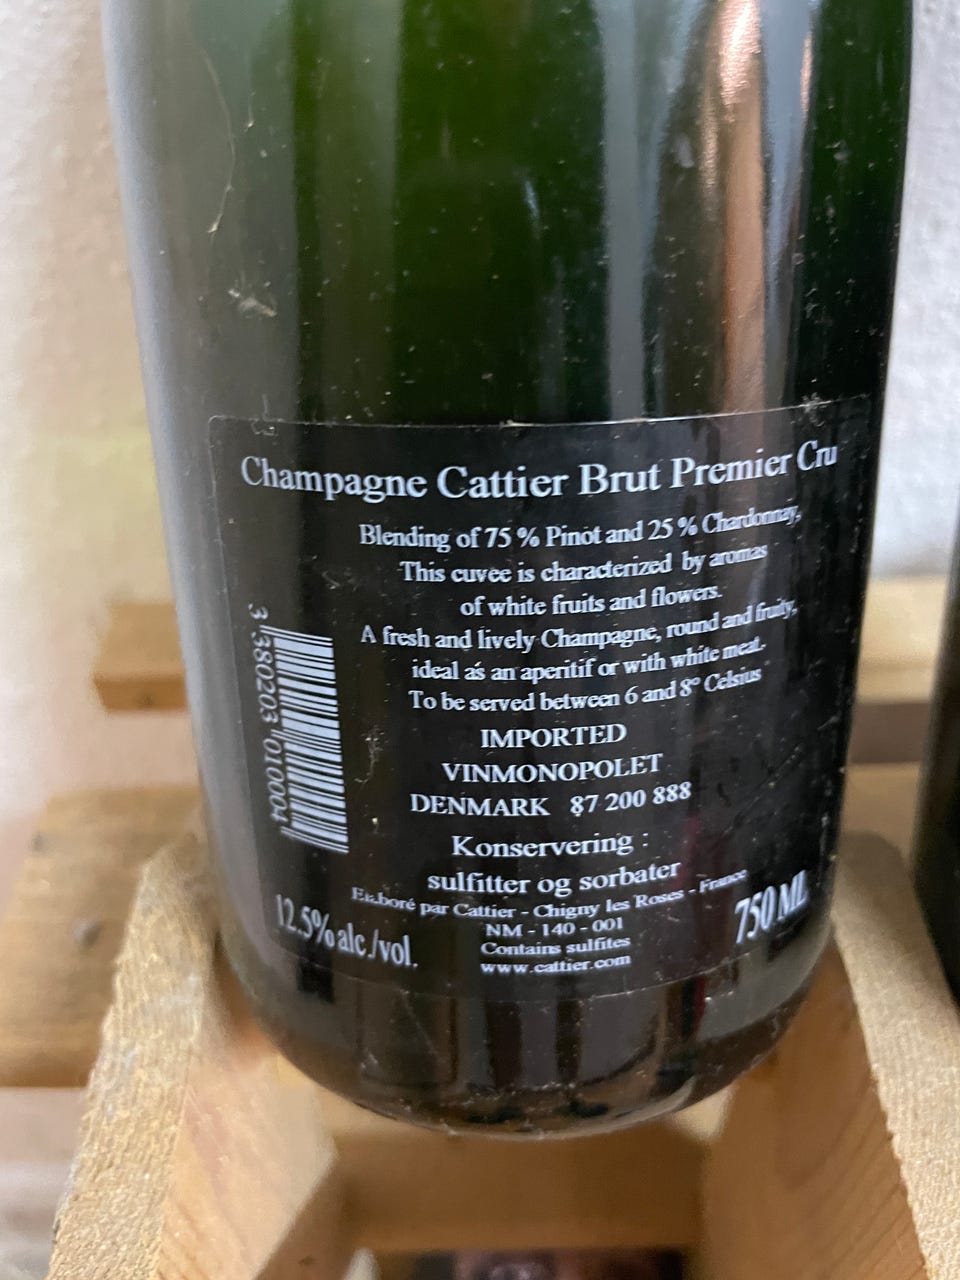 Champagne Cattier Brut Premier Cru
Blending of 75 % Pinot and 25 % Chardonnay,
This cuvee is characterized by aromas
of white fruits and flowers.
A fresh and lively Champagne, round and fruity,
ideal as an aperitif or with white meat.
To be served between 6 and 8° Celsius
IMPORTED
VINMONOPOLET
DENMARK 87 200 888
Konservering :
sulfitter og sorbater
Elaboré par Cattier - Chigny les Roses - France
NM - 140 - 001
Contains sulfites
www.cattier.com
12.5% alc./vol.
750 ML
3 380203 010004